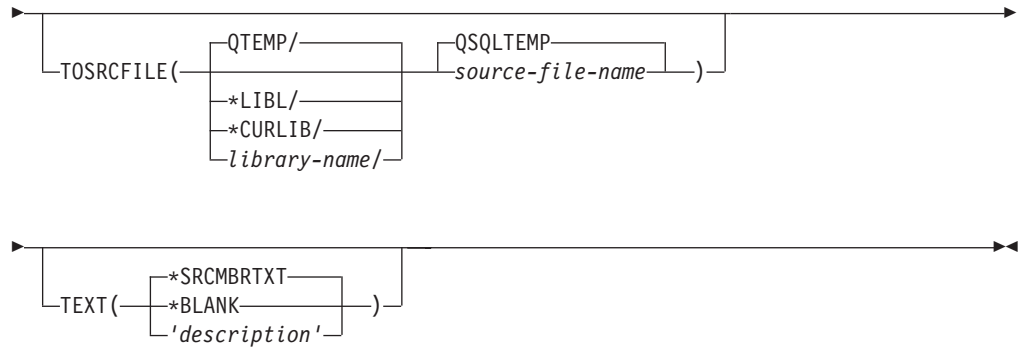 QTEMP/ QSQLTEMP
TOSRCFILE( source-file-name )
*LIBL/
*CURLIB/
library-name/
*SRCMBRTXT
TEXT( *BLANK )
'description'